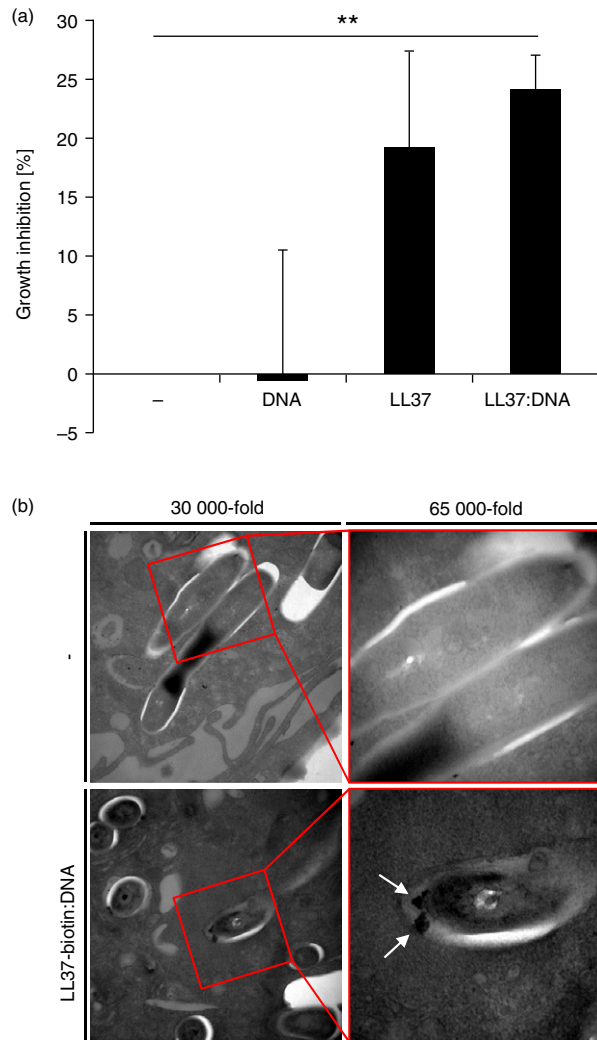 (a)
30
25
20
15
10
5
0
–5
Growth inhibition [%]
**
–
DNA
LL37
LL37:DNA
(b)
30 000-fold
65 000-fold
-
LL37-biotin:DNA